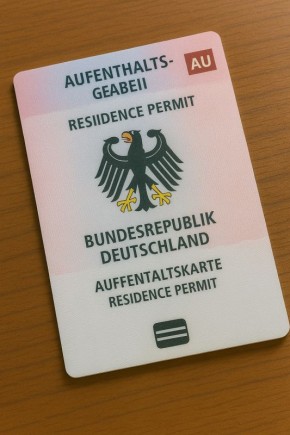 AUFENTHALTS-
GEABEII
AU
RESIIDENCE PERMIT
BUNDESREPUBLIK
DEUTSCHLAND
AUFFENTALTSKARTE
RESIDENCE PERMIT